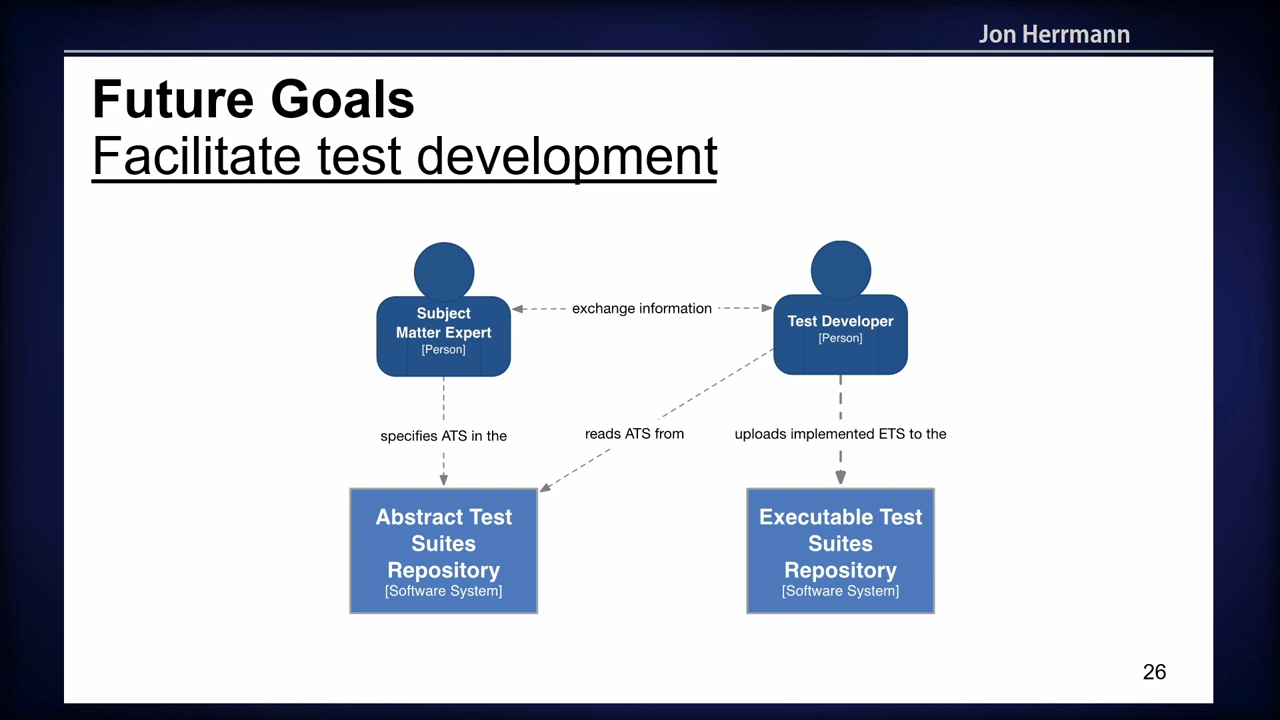 Jon Herrmann
Future Goals
Facilitate test development
Subject
Matter Expert
[Person]
exchange information
Test Developer
[Person]
specifies ATS in the
reads ATS from
uploads implemented ETS to the
Abstract Test
Suites
Repository
[Software System]
Executable Test
Suites
Repository
[Software System]
26